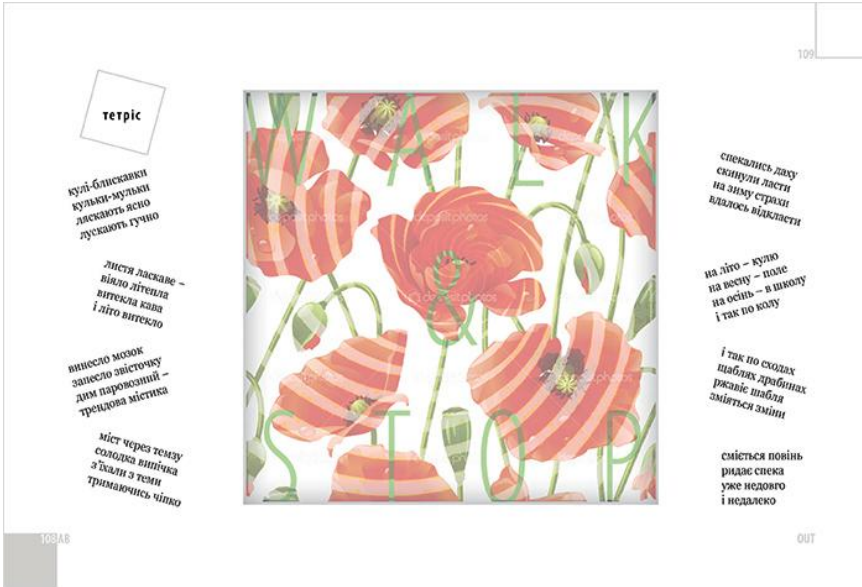 109
тетріс
кулі-блискавки
кульки-мульки
ляскають ясно
лускають гучно
листя ласкаве –
віяло літепла
витекла кава
і літо витекло
винесло мозок
занесло звісточку
дим паровозний –
трендова містика
міст через темзу
солодка випічка
з'їхали з теми
тримаючись чіпко
WALK
&
STOP
depositphotos
спекались даху
скинули ласти
на зиму страхи
вдалось відкласти
на літо – кулю
на весну – поле
на осінь – в школу
і так по колу
і так по сходах
щаблях драбинах
ржавіє шабля
зміяться зміни
сміється повінь
ридає спека
уже недовго
і недалеко
108AB
OUT